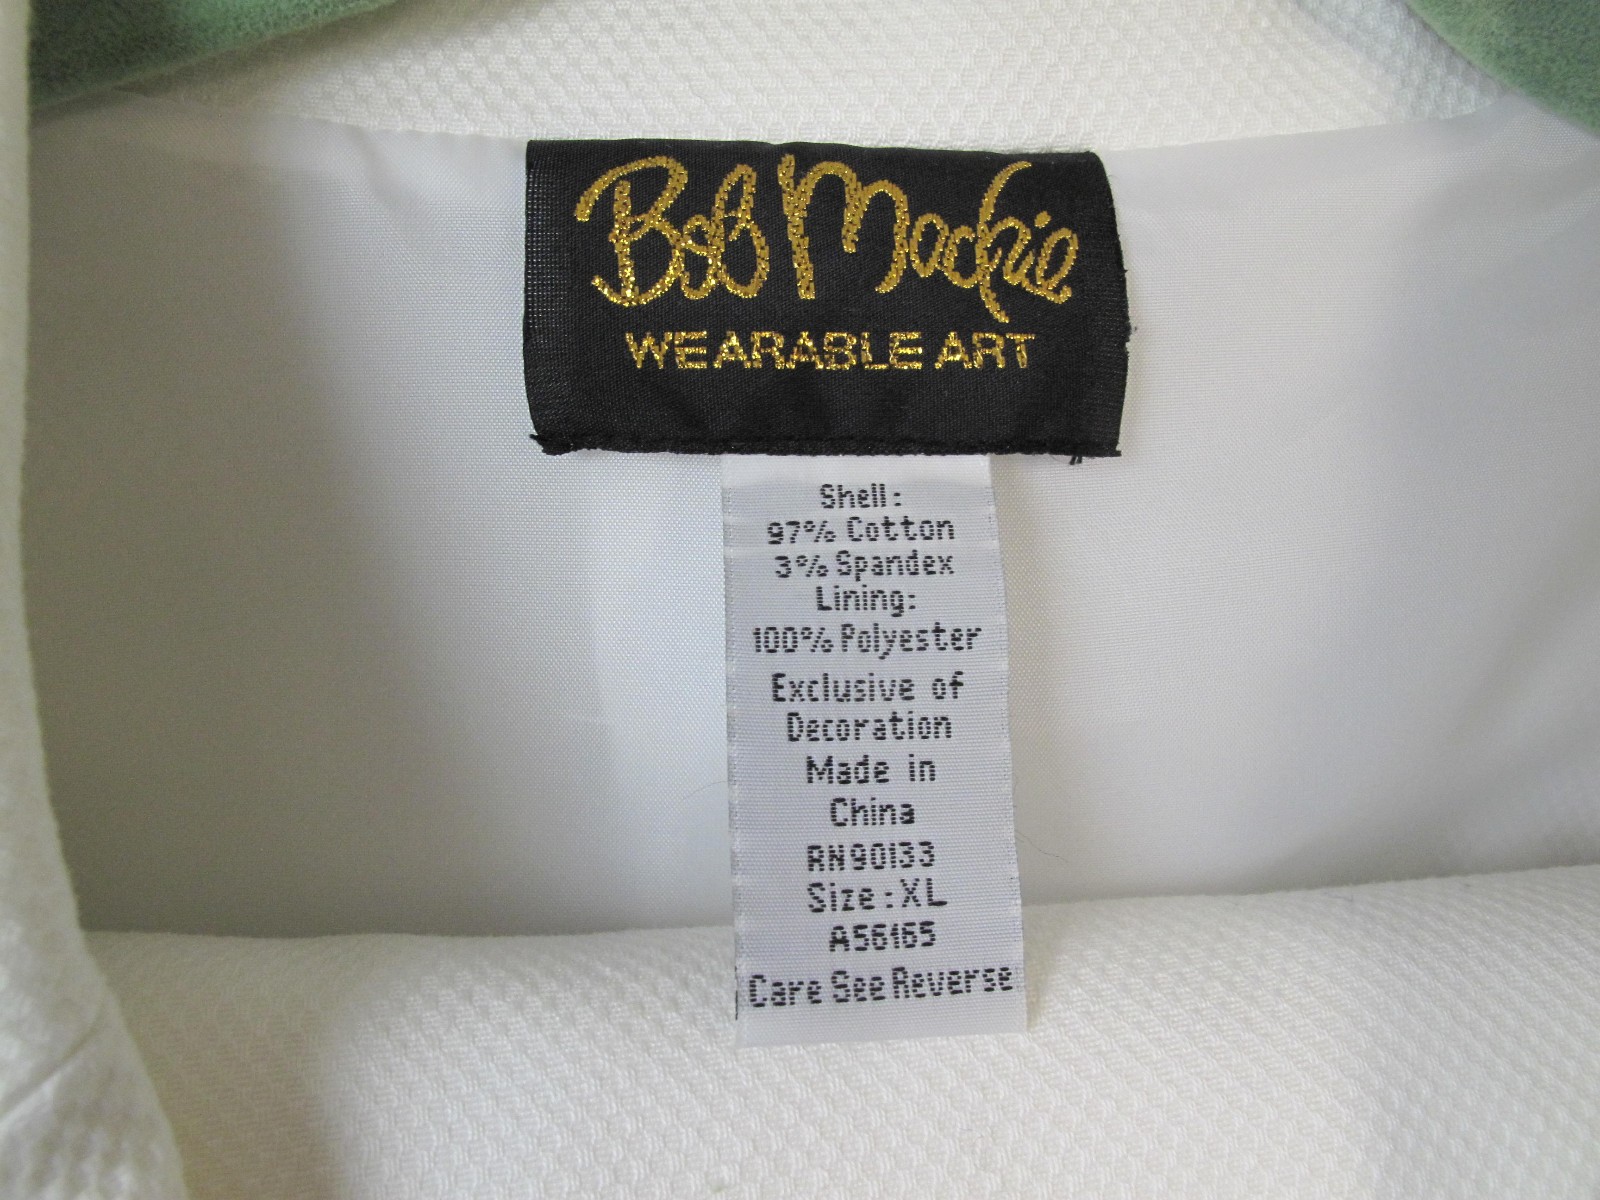 Bob Mackie
WEARABLE ART
Shell:
97% Cotton
3% Spandex
Lining:
100% Polyester
Exclusive of
Decoration
Made in
China
RN90133
Size: XL
A56165
Care See Reverse